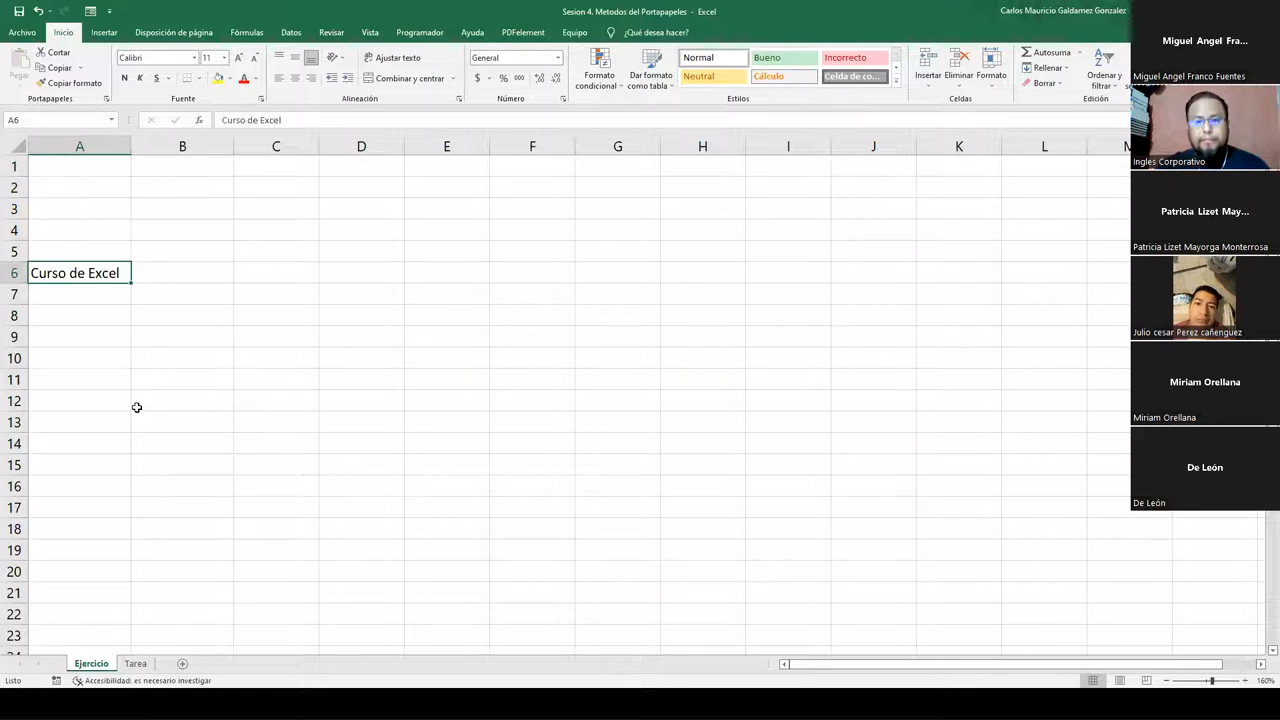 Sesion 4. Metodos del Portapapeles - Excel
Carlos Mauricio Galdamez Gonzalez
Archivo Inicio Insertar Disposición de página Fórmulas Datos Revisar Vista Programador Ayuda PDFelement Equipo ¿Qué desea hacer?
Pegar
Cortar
Copiar
Copiar formato
Portapapeles
Calibri 11
N K S
Fuente
Ajustar texto
Combinar y centrar
Alineación
General
$ % 000
Número
Formato condicional
Dar formato como tabla
Normal Bueno Incorrecto
Neutral Cálculo Celda de co...
Estilos
Insertar Eliminar Formato
Celdas
Autosuma
Rellenar
Borrar
Ordenar y filtrar
Edición
A6 fx Curso de Excel
A B C D E F G H I J K L M
1
2
3
4
5
6 Curso de Excel
7
8
9
10
11
12
13
14
15
16
17
18
19
20
21
22
23
24
Ejercicio Tarea
Listo Accesibilidad: es necesario investigar 160%
Miguel Angel Fra...
Miguel Angel Franco Fuentes
Ingles Corporativo
Patricia Lizet May...
Patricia Lizet Mayorga Monterrosa
Julio cesar Perez cañenguez
Miriam Orellana
Miriam Orellana
De León
De León